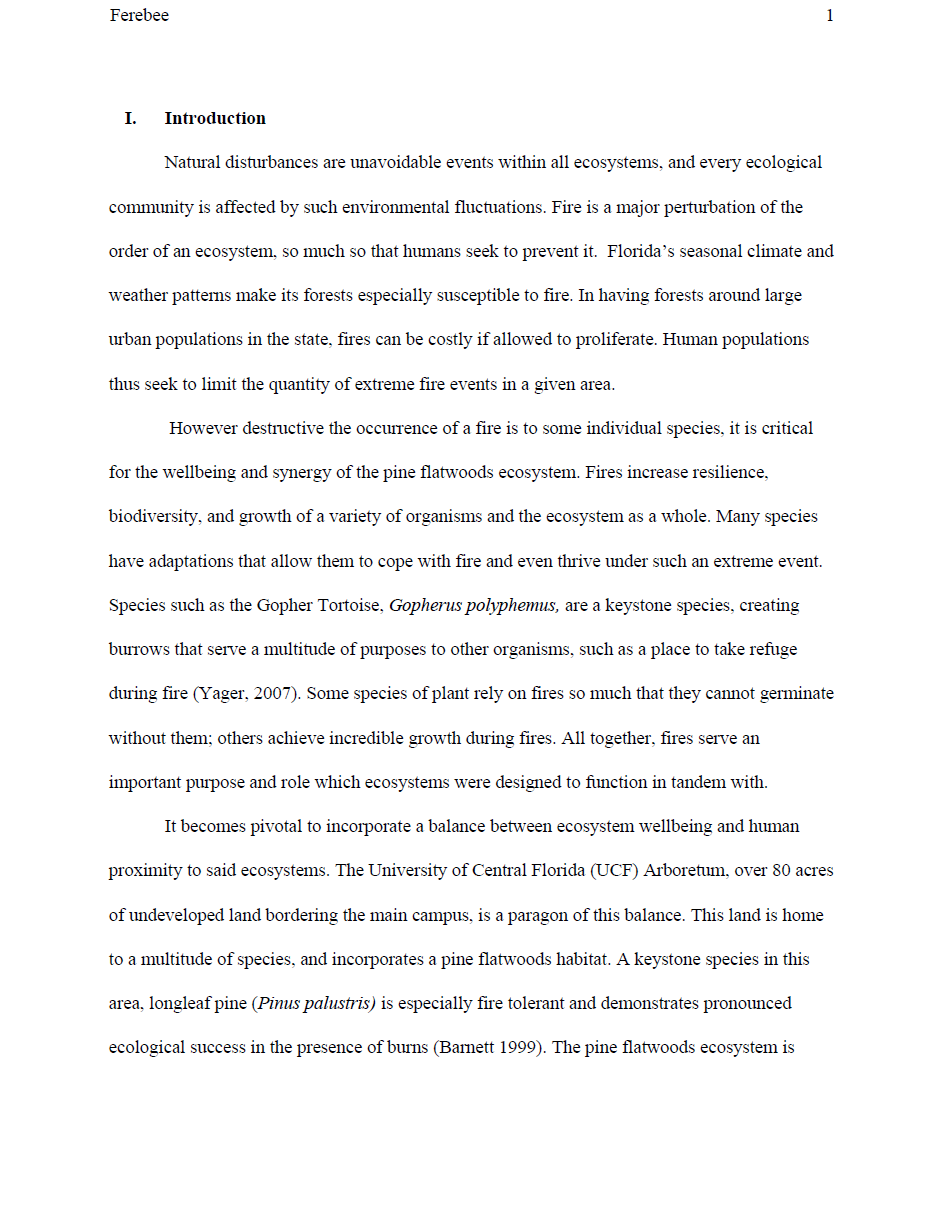 Ferebee 1
I. Introduction
Natural disturbances are unavoidable events within all ecosystems, and every ecological
community is affected by such environmental fluctuations. Fire is a major perturbation of the
order of an ecosystem, so much so that humans seek to prevent it.  Florida’s seasonal climate and
weather patterns make its forests especially susceptible to fire. In having forests around large
urban populations in the state, fires can be costly if allowed to proliferate. Human populations
thus seek to limit the quantity of extreme fire events in a given area.
However destructive the occurrence of a fire is to some individual species, it is critical
for the wellbeing and synergy of the pine flatwoods ecosystem. Fires increase resilience,
biodiversity, and growth of a variety of organisms and the ecosystem as a whole. Many species
have adaptations that allow them to cope with fire and even thrive under such an extreme event.
Species such as the Gopher Tortoise, Gopherus polyphemus, are a keystone species, creating
burrows that serve a multitude of purposes to other organisms, such as a place to take refuge
during fire (Yager, 2007). Some species of plant rely on fires so much that they cannot germinate
without them; others achieve incredible growth during fires. All together, fires serve an
important purpose and role which ecosystems were designed to function in tandem with.
It becomes pivotal to incorporate a balance between ecosystem wellbeing and human
proximity to said ecosystems. The University of Central Florida (UCF) Arboretum, over 80 acres
of undeveloped land bordering the main campus, is a paragon of this balance. This land is home
to a multitude of species, and incorporates a pine flatwoods habitat. A keystone species in this
area, longleaf pine (Pinus palustris) is especially fire tolerant and demonstrates pronounced
ecological success in the presence of burns (Barnett 1999). The pine flatwoods ecosystem is